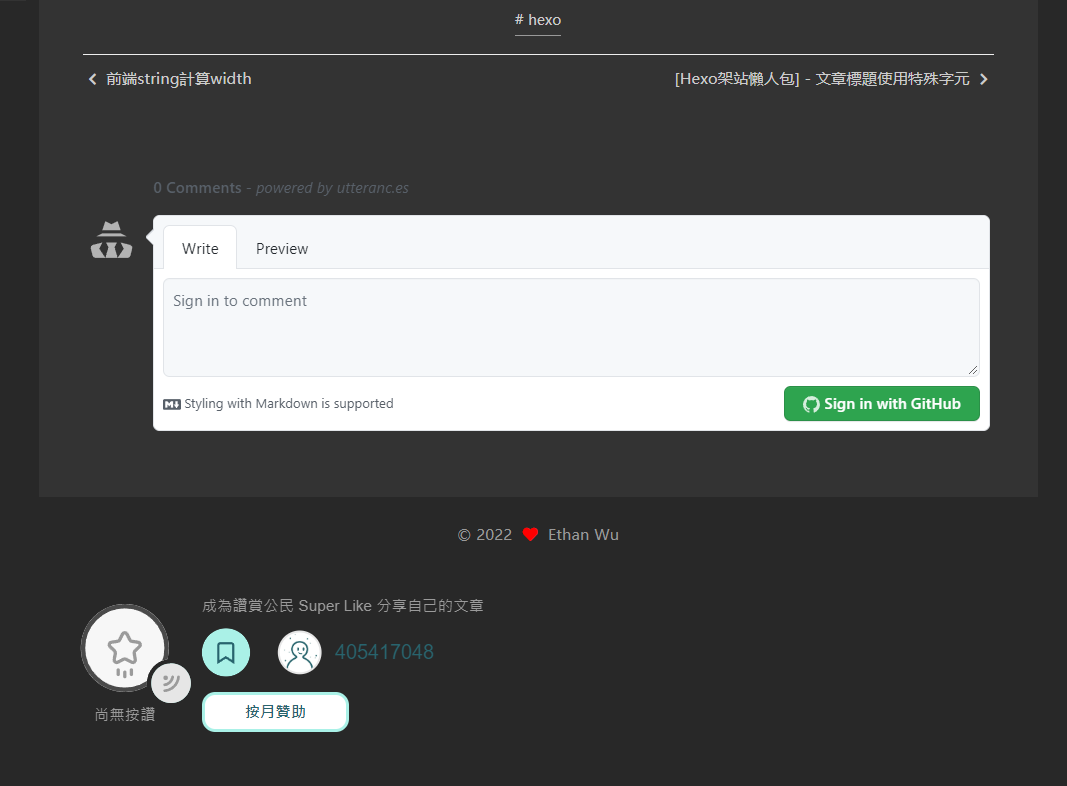 # hexo
前端string計算width
[Hexo架站懶人包] - 文章標題使用特殊字元
0 Comments - powered by utteranc.es
Write Preview
Sign in to comment
Styling with Markdown is supported
Sign in with GitHub
© 2022 ❤ Ethan Wu
成為讚賞公民 Super Like 分享自己的文章
405417048
尚無按讚
按月贊助